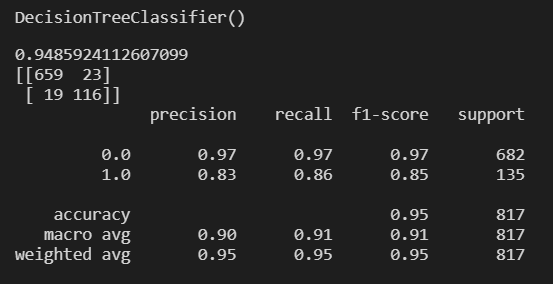 DecisionTreeClassifier()
0.9485924112607099
[[659  23]
 [ 19 116]]
              precision    recall  f1-score   support
         0.0       0.97      0.97      0.97       682
         1.0       0.83      0.86      0.85       135
    accuracy                           0.95       817
   macro avg       0.90      0.91      0.91       817
weighted avg       0.95      0.95      0.95       817